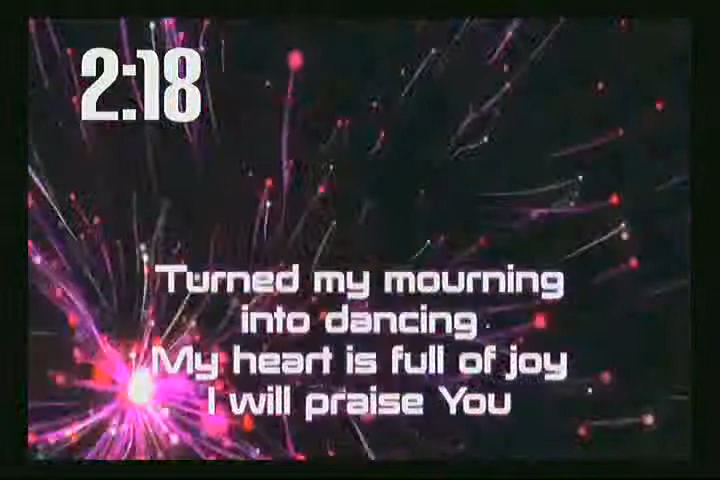 2:18
Turned my mourning
into dancing
My heart is full of joy
I will praise You